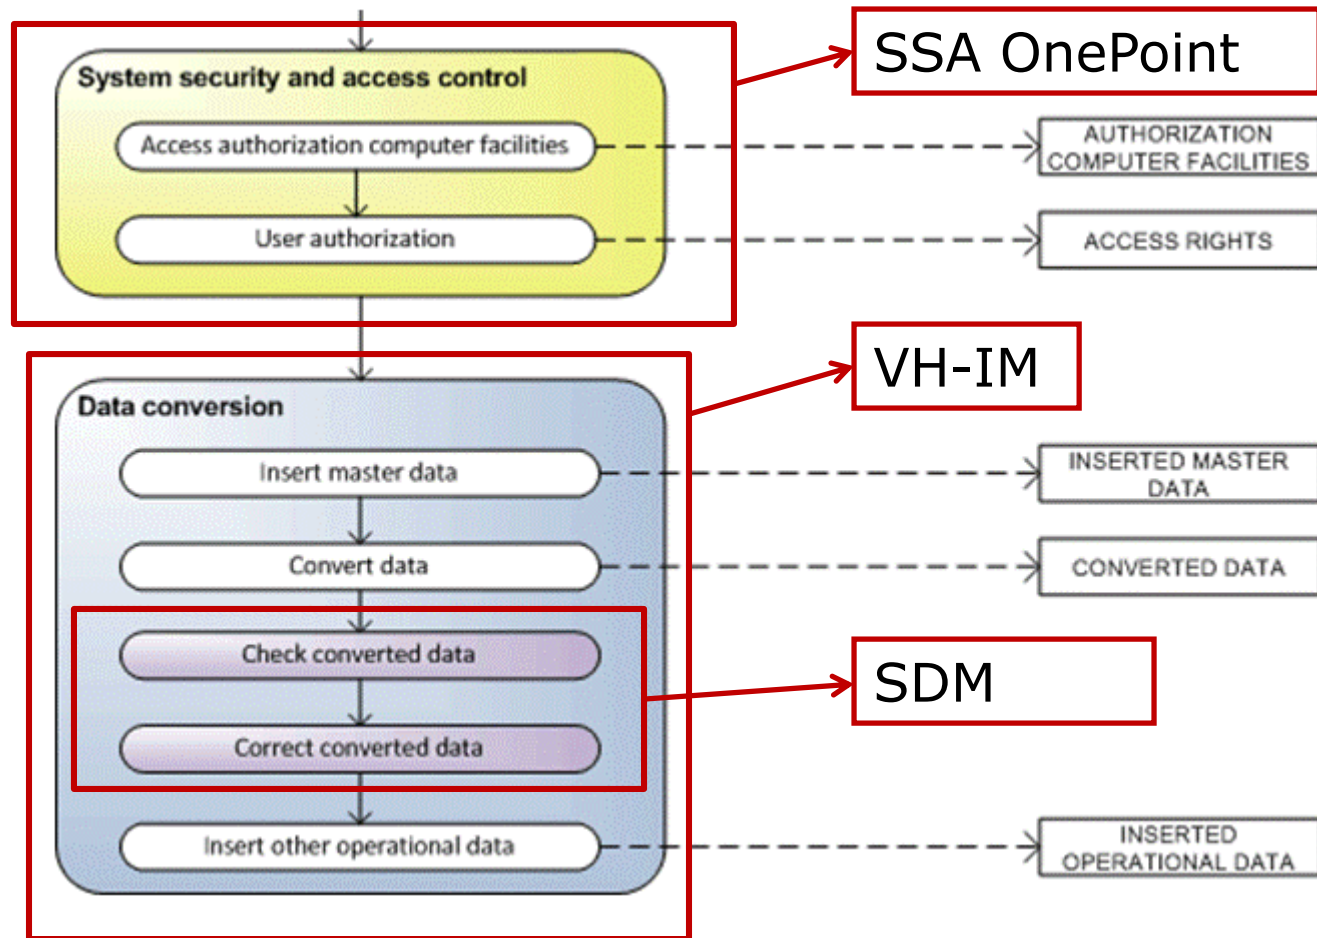 SSA OnePoint
System security and access control
Access authorization computer facilities
AUTHORIZATION
COMPUTER FACILITIES
User authorization
ACCESS RIGHTS
VH-IM
Data conversion
Insert master data
INSERTED MASTER
DATA
Convert data
CONVERTED DATA
Check converted data
SDM
Correct converted data
Insert other operational data
INSERTED
OPERATIONAL DATA